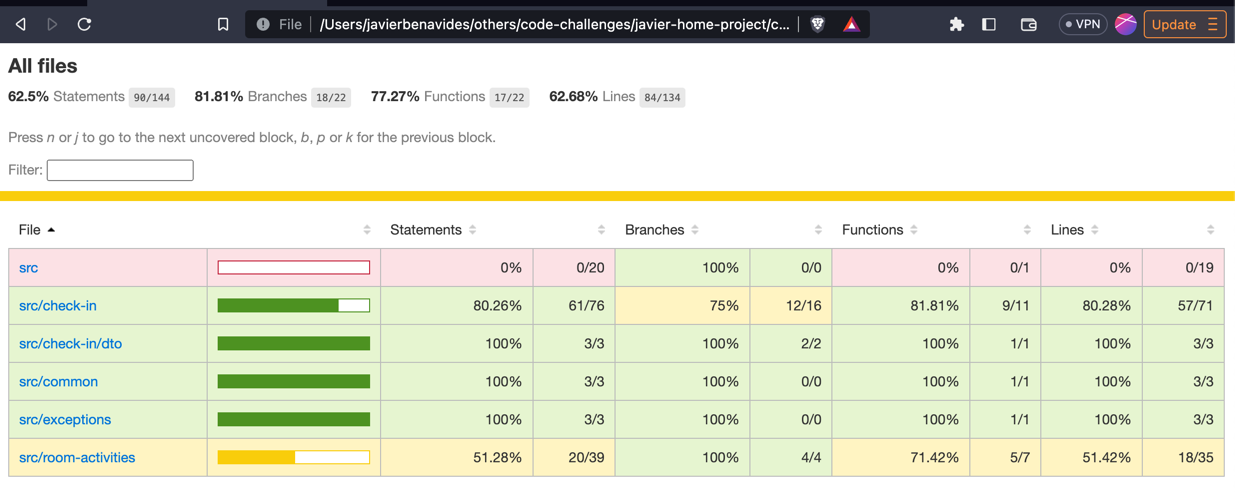 File /Users/javierbenavides/others/code-challenges/javier-home-project/c... VPN Update
All files
62.5% Statements 90/144 81.81% Branches 18/22 77.27% Functions 17/22 62.68% Lines 84/134
Press n or j to go to the next uncovered block, b, p or k for the previous block.
Filter:
File Statements Branches Functions Lines
src 0% 0/20 100% 0/0 0% 0/1 0% 0/19
src/check-in 80.26% 61/76 75% 12/16 81.81% 9/11 80.28% 57/71
src/check-in/dto 100% 3/3 100% 2/2 100% 1/1 100% 3/3
src/common 100% 3/3 100% 0/0 100% 1/1 100% 3/3
src/exceptions 100% 3/3 100% 0/0 100% 1/1 100% 3/3
src/room-activities 51.28% 20/39 100% 4/4 71.42% 5/7 51.42% 18/35